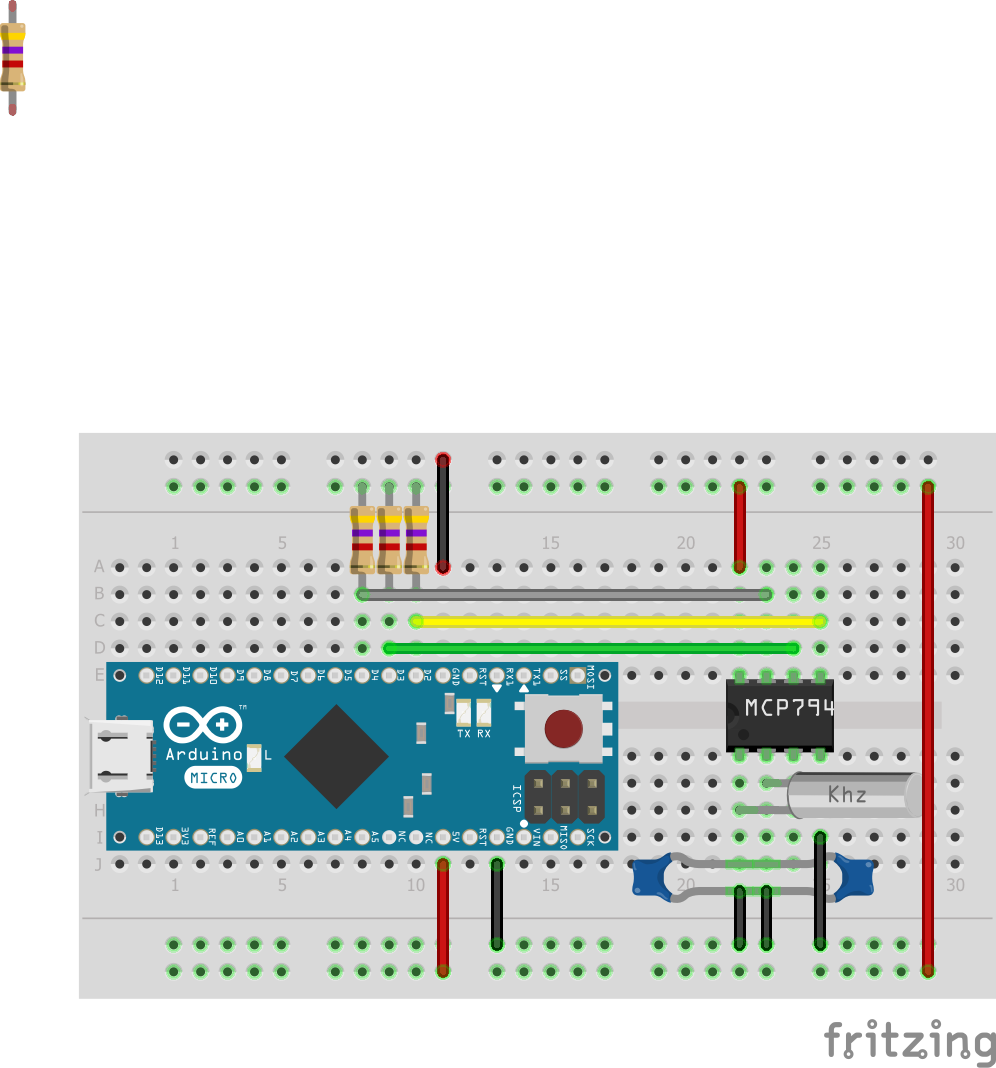 1 5 15 20 25 30
A
B
C
D
E
D12 D11 D10 D9 D8 D7 D6 D5 D4 D3 D2 GND RST RX1 TX1 SS MOSI
MCP794
TM
Arduino L
MICRO
TX RX
ICSP
Khz
H
I
D13 3V3 REF A0 A1 A2 A3 A4 A5 NC NC 5V RST GND VIN MISO SCK
J
1 5 10 15 20
fritzing